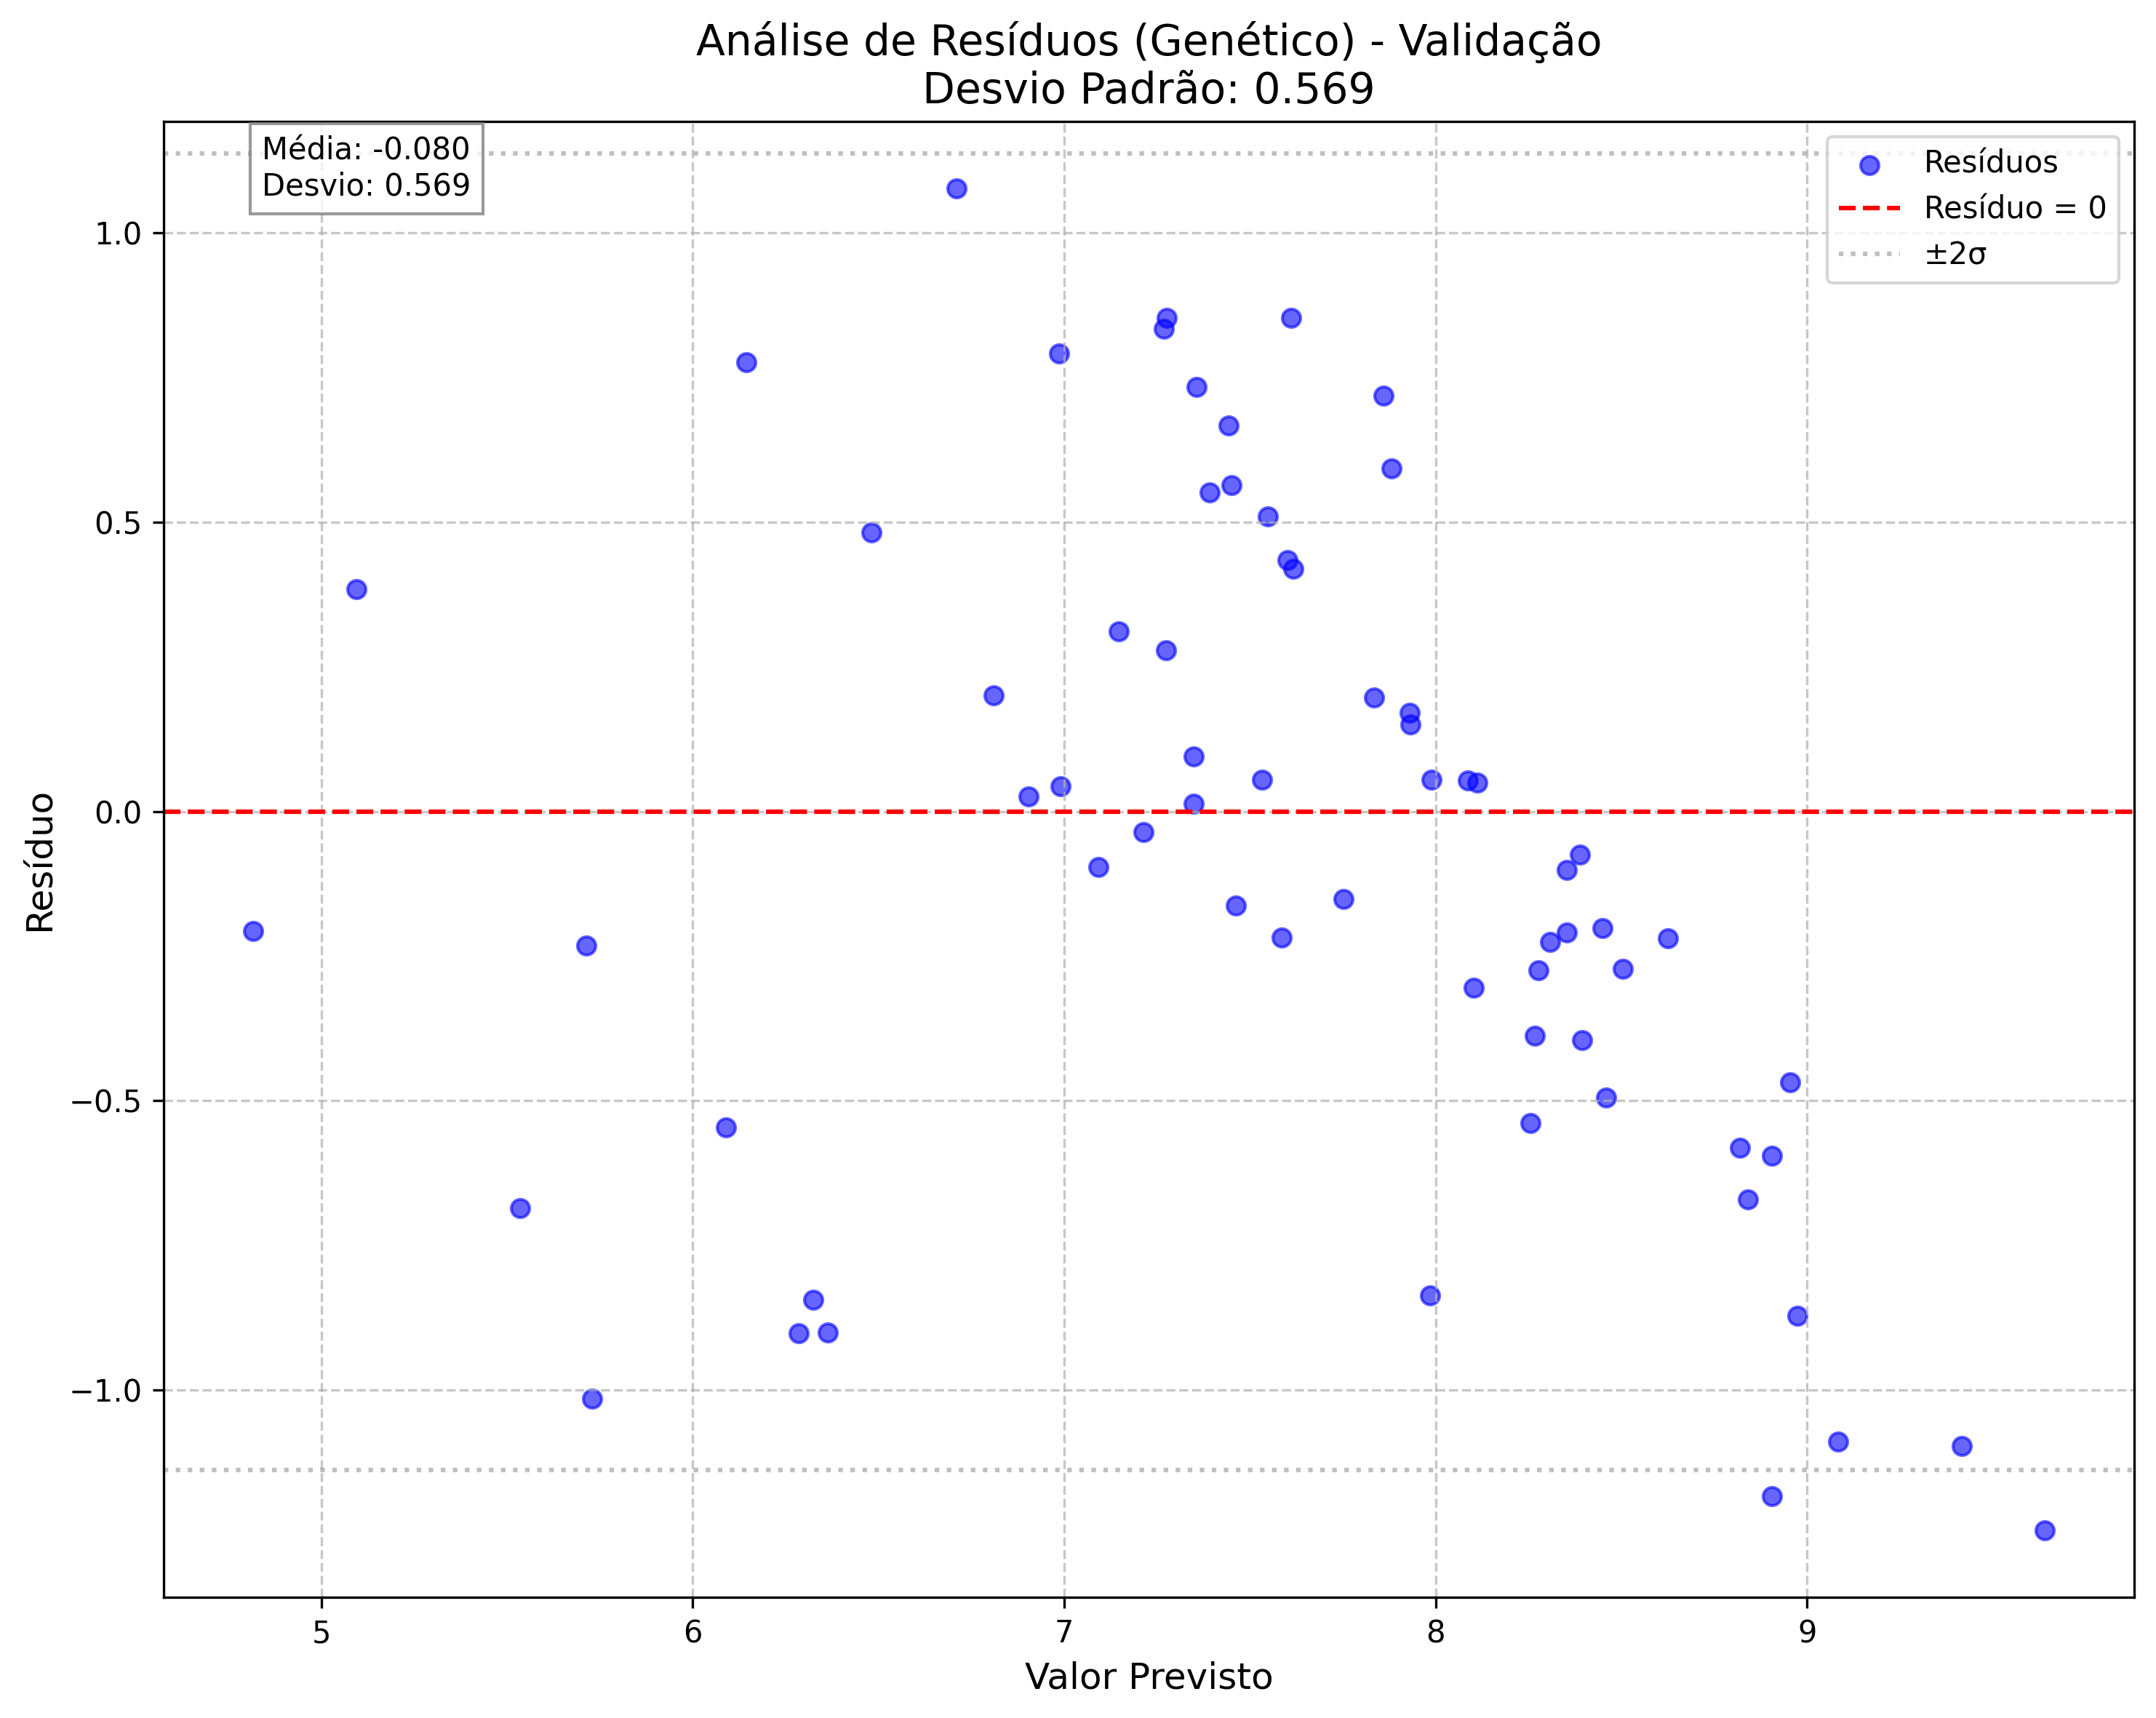 Análise de Resíduos (Genético) - Validação
Desvio Padrão: 0.569
Média: -0.080
Desvio: 0.569
Resíduos
Resíduo = 0
±2σ
1.0
0.5
0.0
−0.5
−1.0
Resíduo
5 6 7 8 9
Valor Previsto